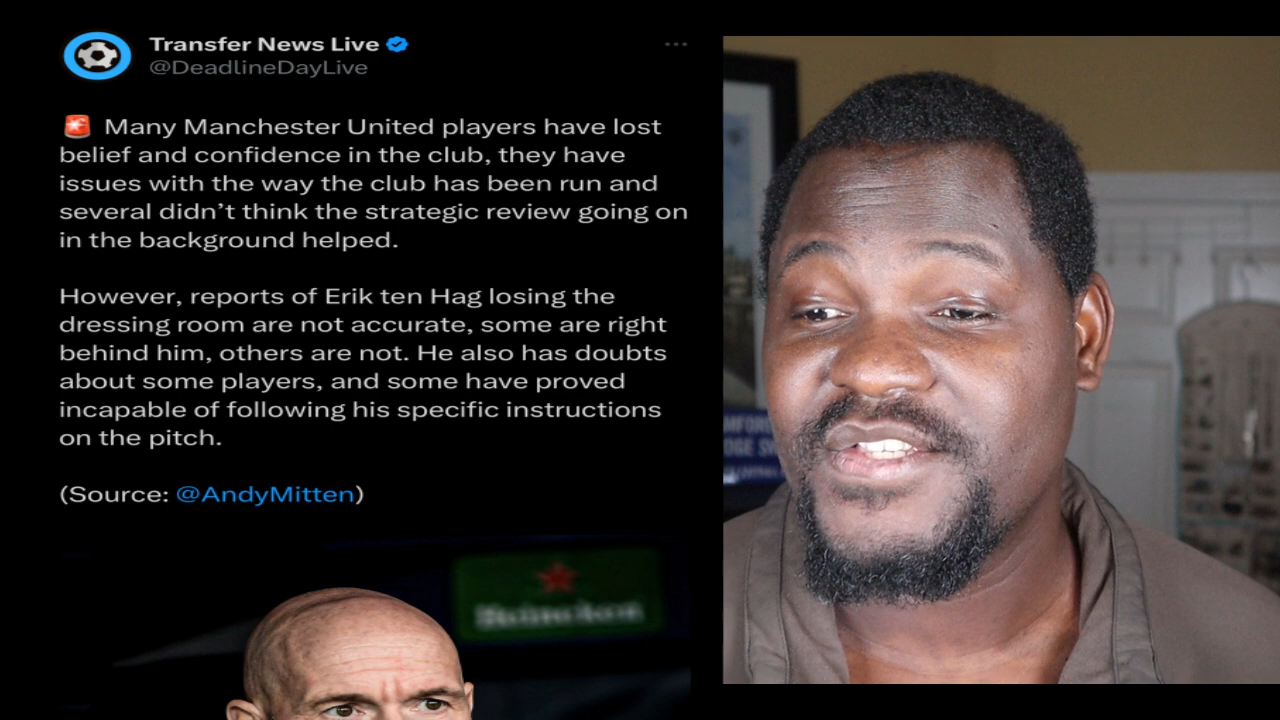 Transfer News Live
@DeadlineDayLive
🚨 Many Manchester United players have lost
belief and confidence in the club, they have
issues with the way the club has been run and
several didn’t think the strategic review going on
in the background helped.
However, reports of Erik ten Hag losing the
dressing room are not accurate, some are right
behind him, others are not. He also has doubts
about some players, and some have proved
incapable of following his specific instructions
on the pitch.
(Source: @AndyMitten)
Heineken